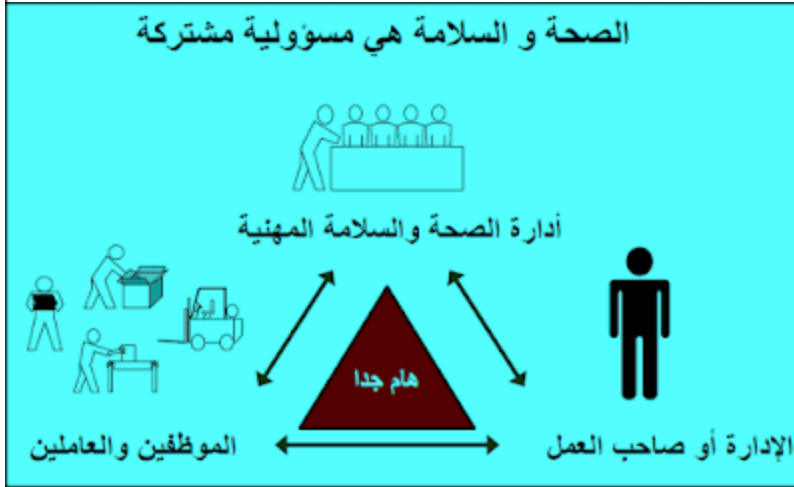 الصحة و السلامة هي مسؤولية مشتركة
أدارة الصحة والسلامة المهنية
هام جدا
الإدارة أو صاحب العمل
الموظفين والعاملين